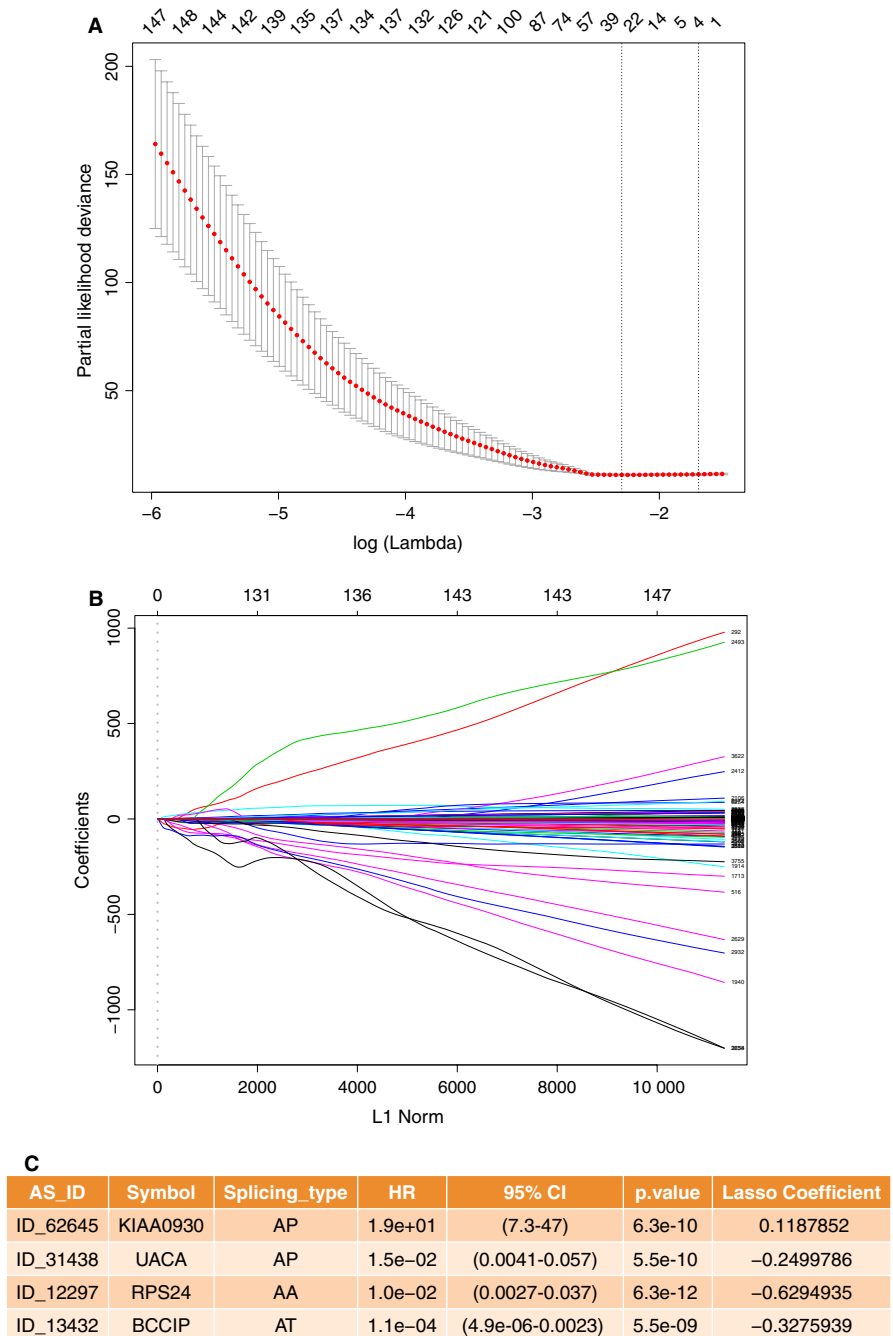 A
147 148 144 142 139 135 137 134 137 132 126 121 100 87 74 57 39 22 14 5 4 1
200
150
100
50
Partial likelihood deviance
−6 −5 −4 −3 −2
log (Lambda)
B
0 131 136 143 143 147
1000
500
0
−500
−1000
Coefficients
292
2493
3622
2412
3755
1914
1713
516
2629
2932
1940
0 2000 4000 6000 8000 10 000
L1 Norm
C
AS_ID Symbol Splicing_type HR 95% CI p.value Lasso Coefficient
ID_62645 KIAA0930 AP 1.9e+01 (7.3-47) 6.3e-10 0.1187852
ID_31438 UACA AP 1.5e−02 (0.0041-0.057) 5.5e-10 −0.2499786
ID_12297 RPS24 AA 1.0e−02 (0.0027-0.037) 6.3e-12 −0.6294935
ID_13432 BCCIP AT 1.1e−04 (4.9e-06-0.0023) 5.5e-09 −0.3275939